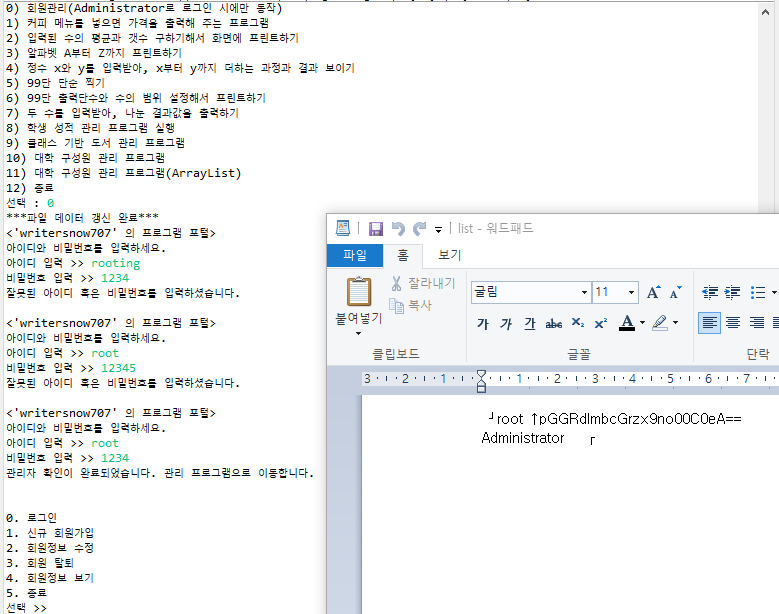 0) 회원관리(Administrator로 로그인 시에만 동작)
1) 커피 메뉴를 넣으면 가격을 출력해 주는 프로그램
2) 입력된 수의 평균과 갯수 구하기해서 화면에 프린트하기
3) 알파벳 A부터 Z까지 프린트하기
4) 정수 x와 y를 입력받아, x부터 y까지 더하는 과정과 결과 보이기
5) 99단 단순 찍기
6) 99단 출력단수와 수의 범위 설정해서 프린트하기
7) 두 수를 입력받아, 나눈 결과값을 출력하기
8) 학생 성적 관리 프로그램 실행
9) 클래스 기반 도서 관리 프로그램
10) 대학 구성원 관리 프로그램
11) 대학 구성원 관리 프로그램(ArrayList)
12) 종료
선택 : 0
***파일 데이터 갱신 완료***
<'writersnow707' 의 프로그램 포털>
아이디와 비밀번호를 입력하세요.
아이디 입력 >> rooting
비밀번호 입력 >> 1234
잘못된 아이디 혹은 비밀번호를 입력하셨습니다.
<'writersnow707' 의 프로그램 포털>
아이디와 비밀번호를 입력하세요.
아이디 입력 >> root
비밀번호 입력 >> 12345
잘못된 아이디 혹은 비밀번호를 입력하셨습니다.
<'writersnow707' 의 프로그램 포털>
아이디와 비밀번호를 입력하세요.
아이디 입력 >> root
비밀번호 입력 >> 1234
관리자 확인이 완료되었습니다. 관리 프로그램으로 이동합니다.
0. 로그인
1. 신규 회원가입
2. 회원정보 수정
3. 회원 탈퇴
4. 회원정보 보기
5. 종료
선택 >>
list - 워드패드
파일 홈 보기
붙여넣기
잘라내기
복사
클립보드
굴림 11 가 가
가 가 가 abc X₂ X² A
글꼴
단락
3 2 1 1 2 3 4 5 6 7
┘root ↑pGGRdlmbcGrzx9no00C0eA==
Administrator ┌